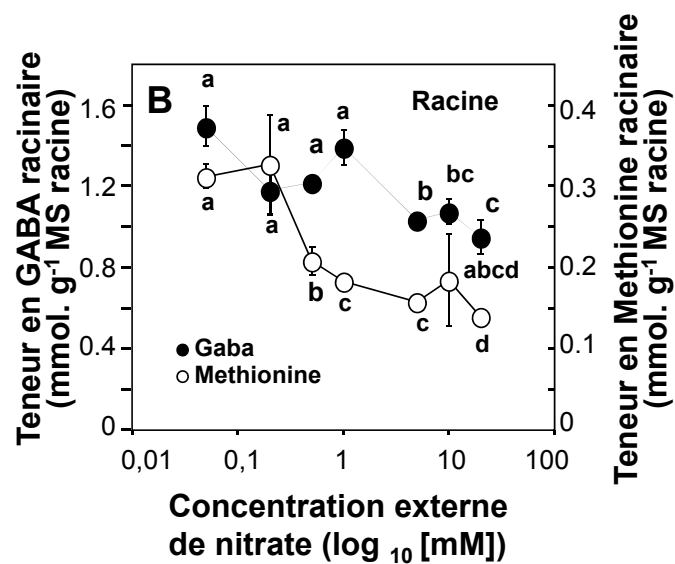 Teneur en GABA racinaire
(mmol. g-1 MS racine)
B
Racine
1.6
1.2
0.8
0.4
0
0.4
0.3
0.2
0.1
0
Teneur en Methionine racinaire
(mmol. g-1 MS racine)
a
a
a
a
a
a
b
bc
c
b
c
c
abcd
d
Gaba
Methionine
0,01
0,1
1
10
100
Concentration externe
de nitrate (log 10 [mM])